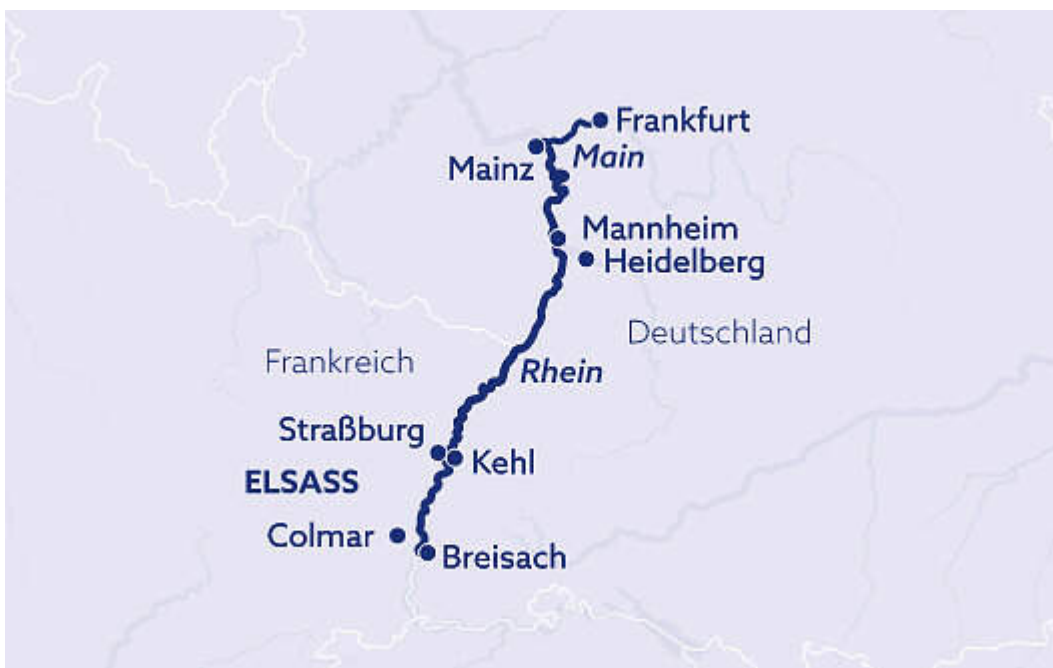 Frankfurt
Main
Mainz
Mannheim
Heidelberg
Deutschland
Frankreich
Rhein
Straßburg
Kehl
ELSASS
Colmar
Breisach